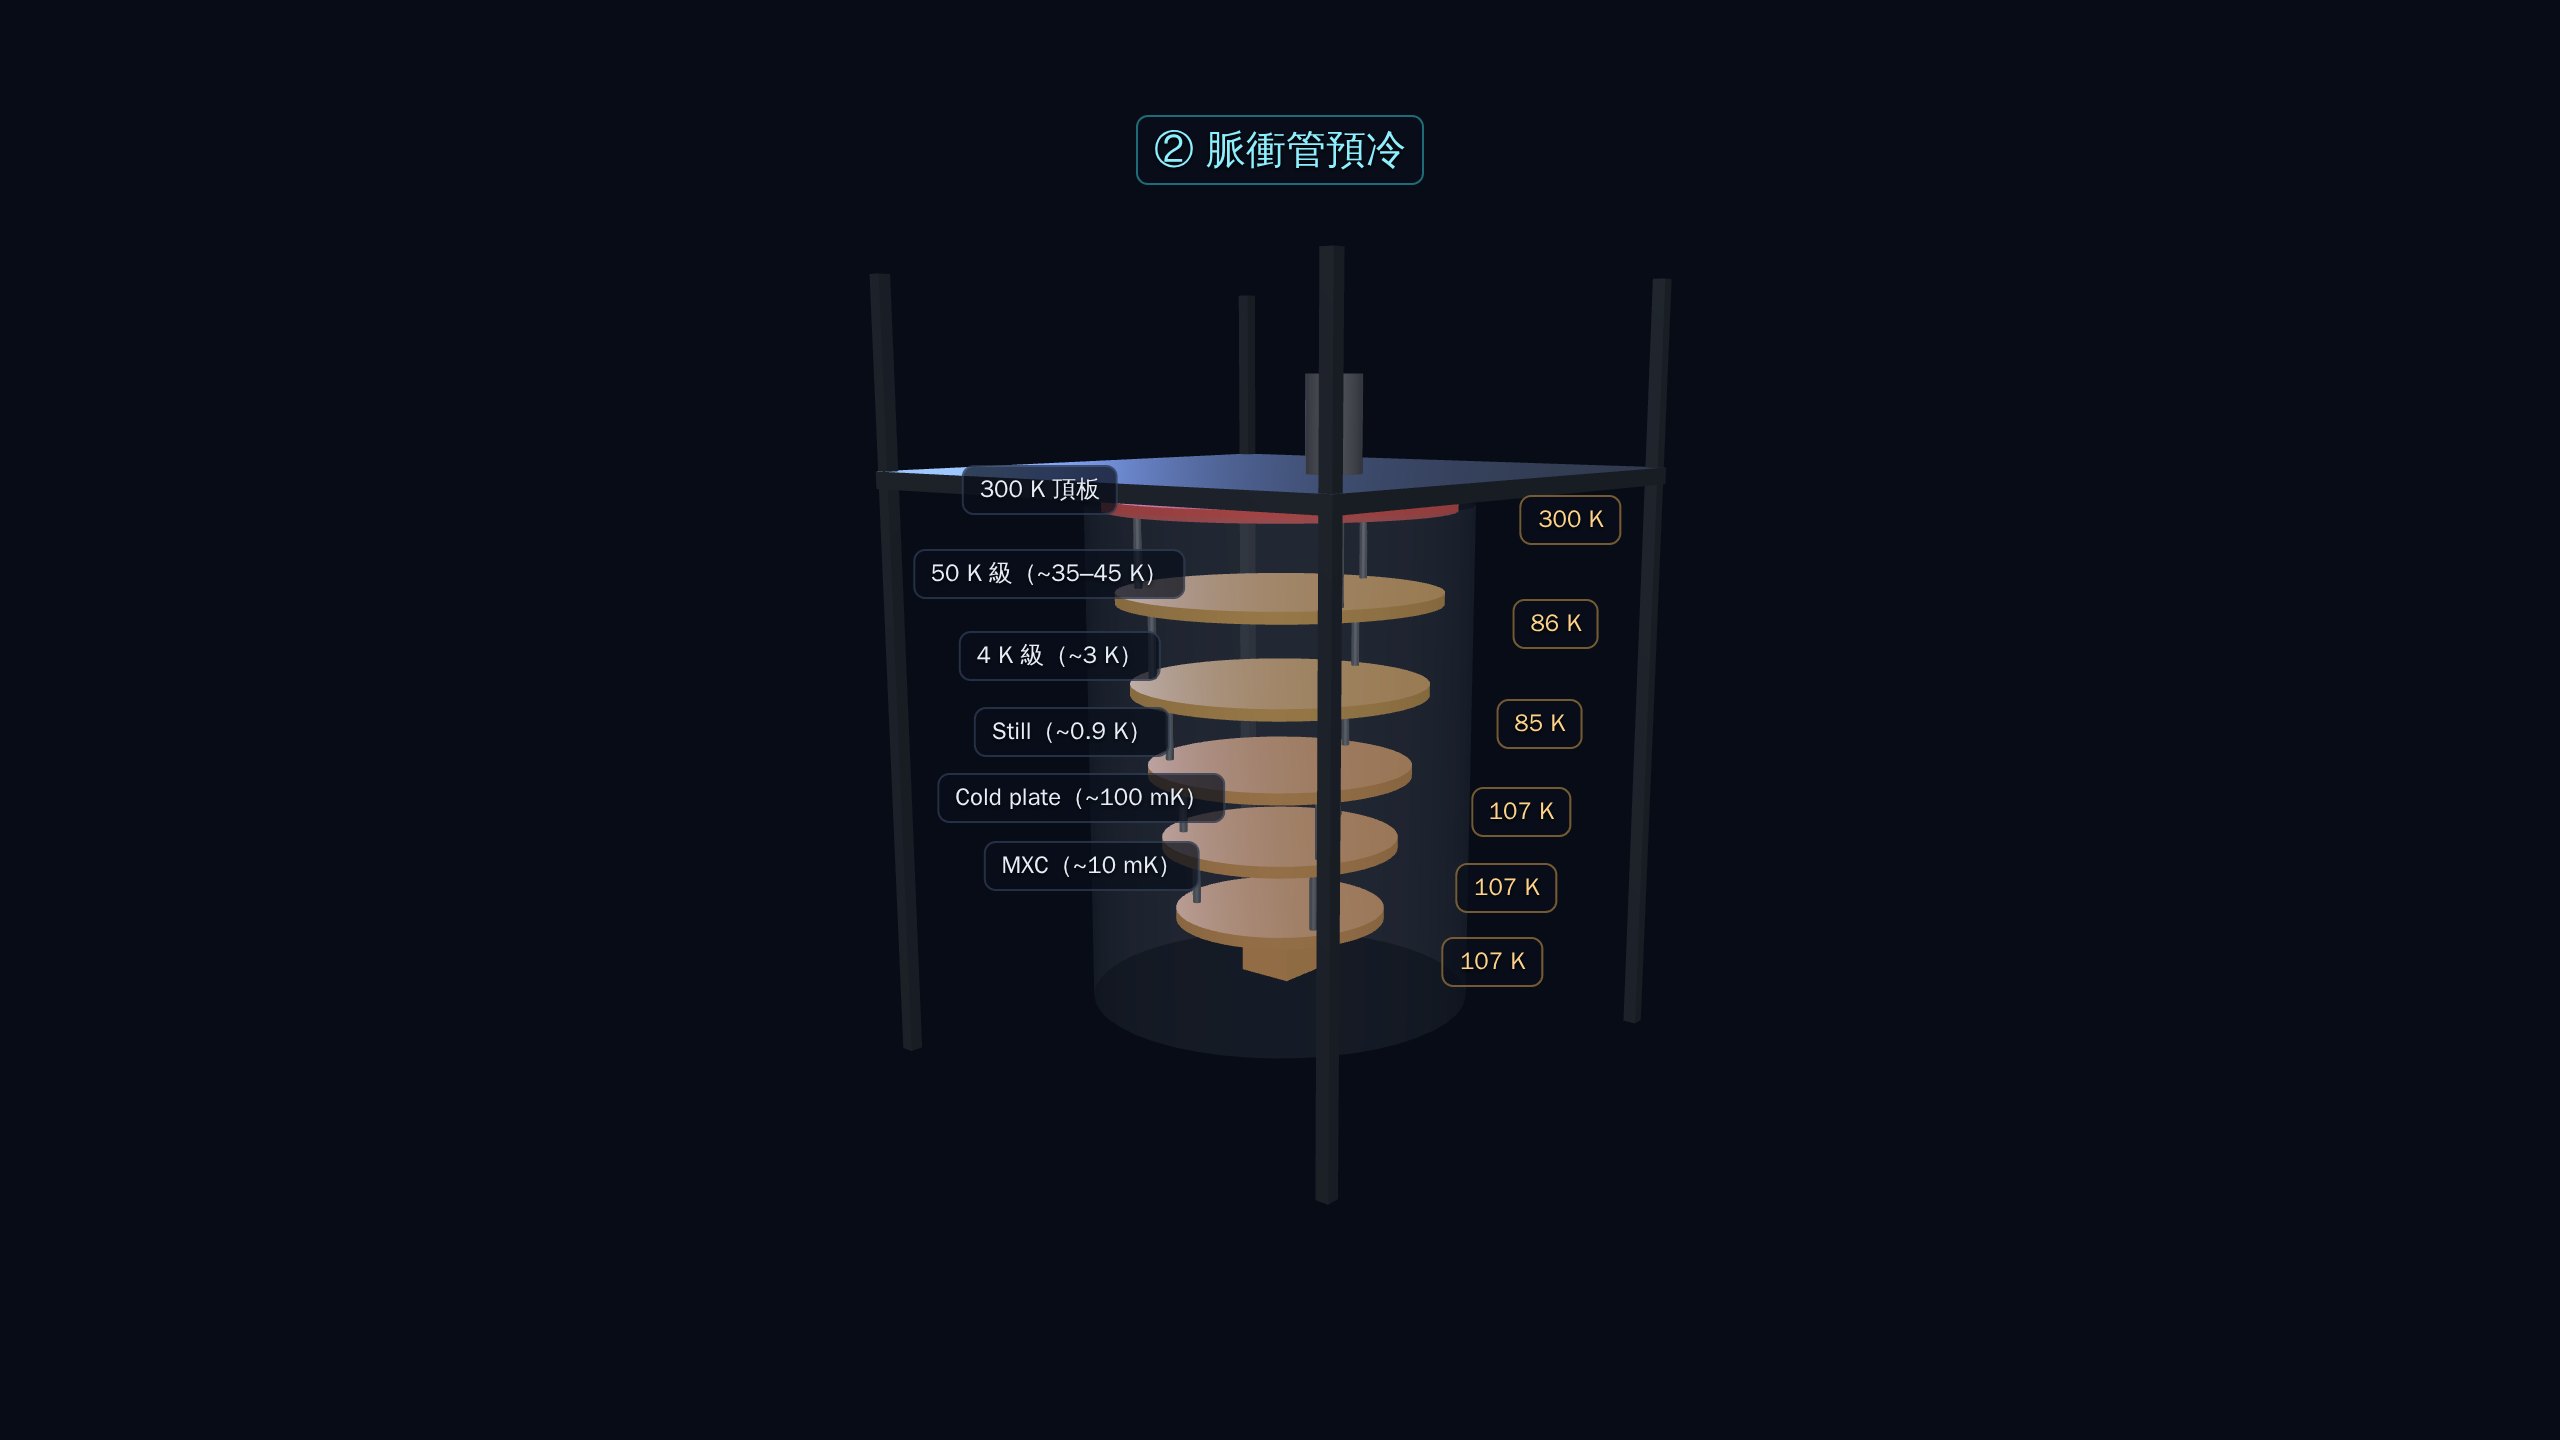 ② 脈衝管預冷
300 K 頂板
300 K
50 K 級（~35–45 K）
86 K
4 K 級（~3 K）
85 K
Still（~0.9 K）
107 K
Cold plate（~100 mK）
107 K
MXC（~10 mK）
107 K